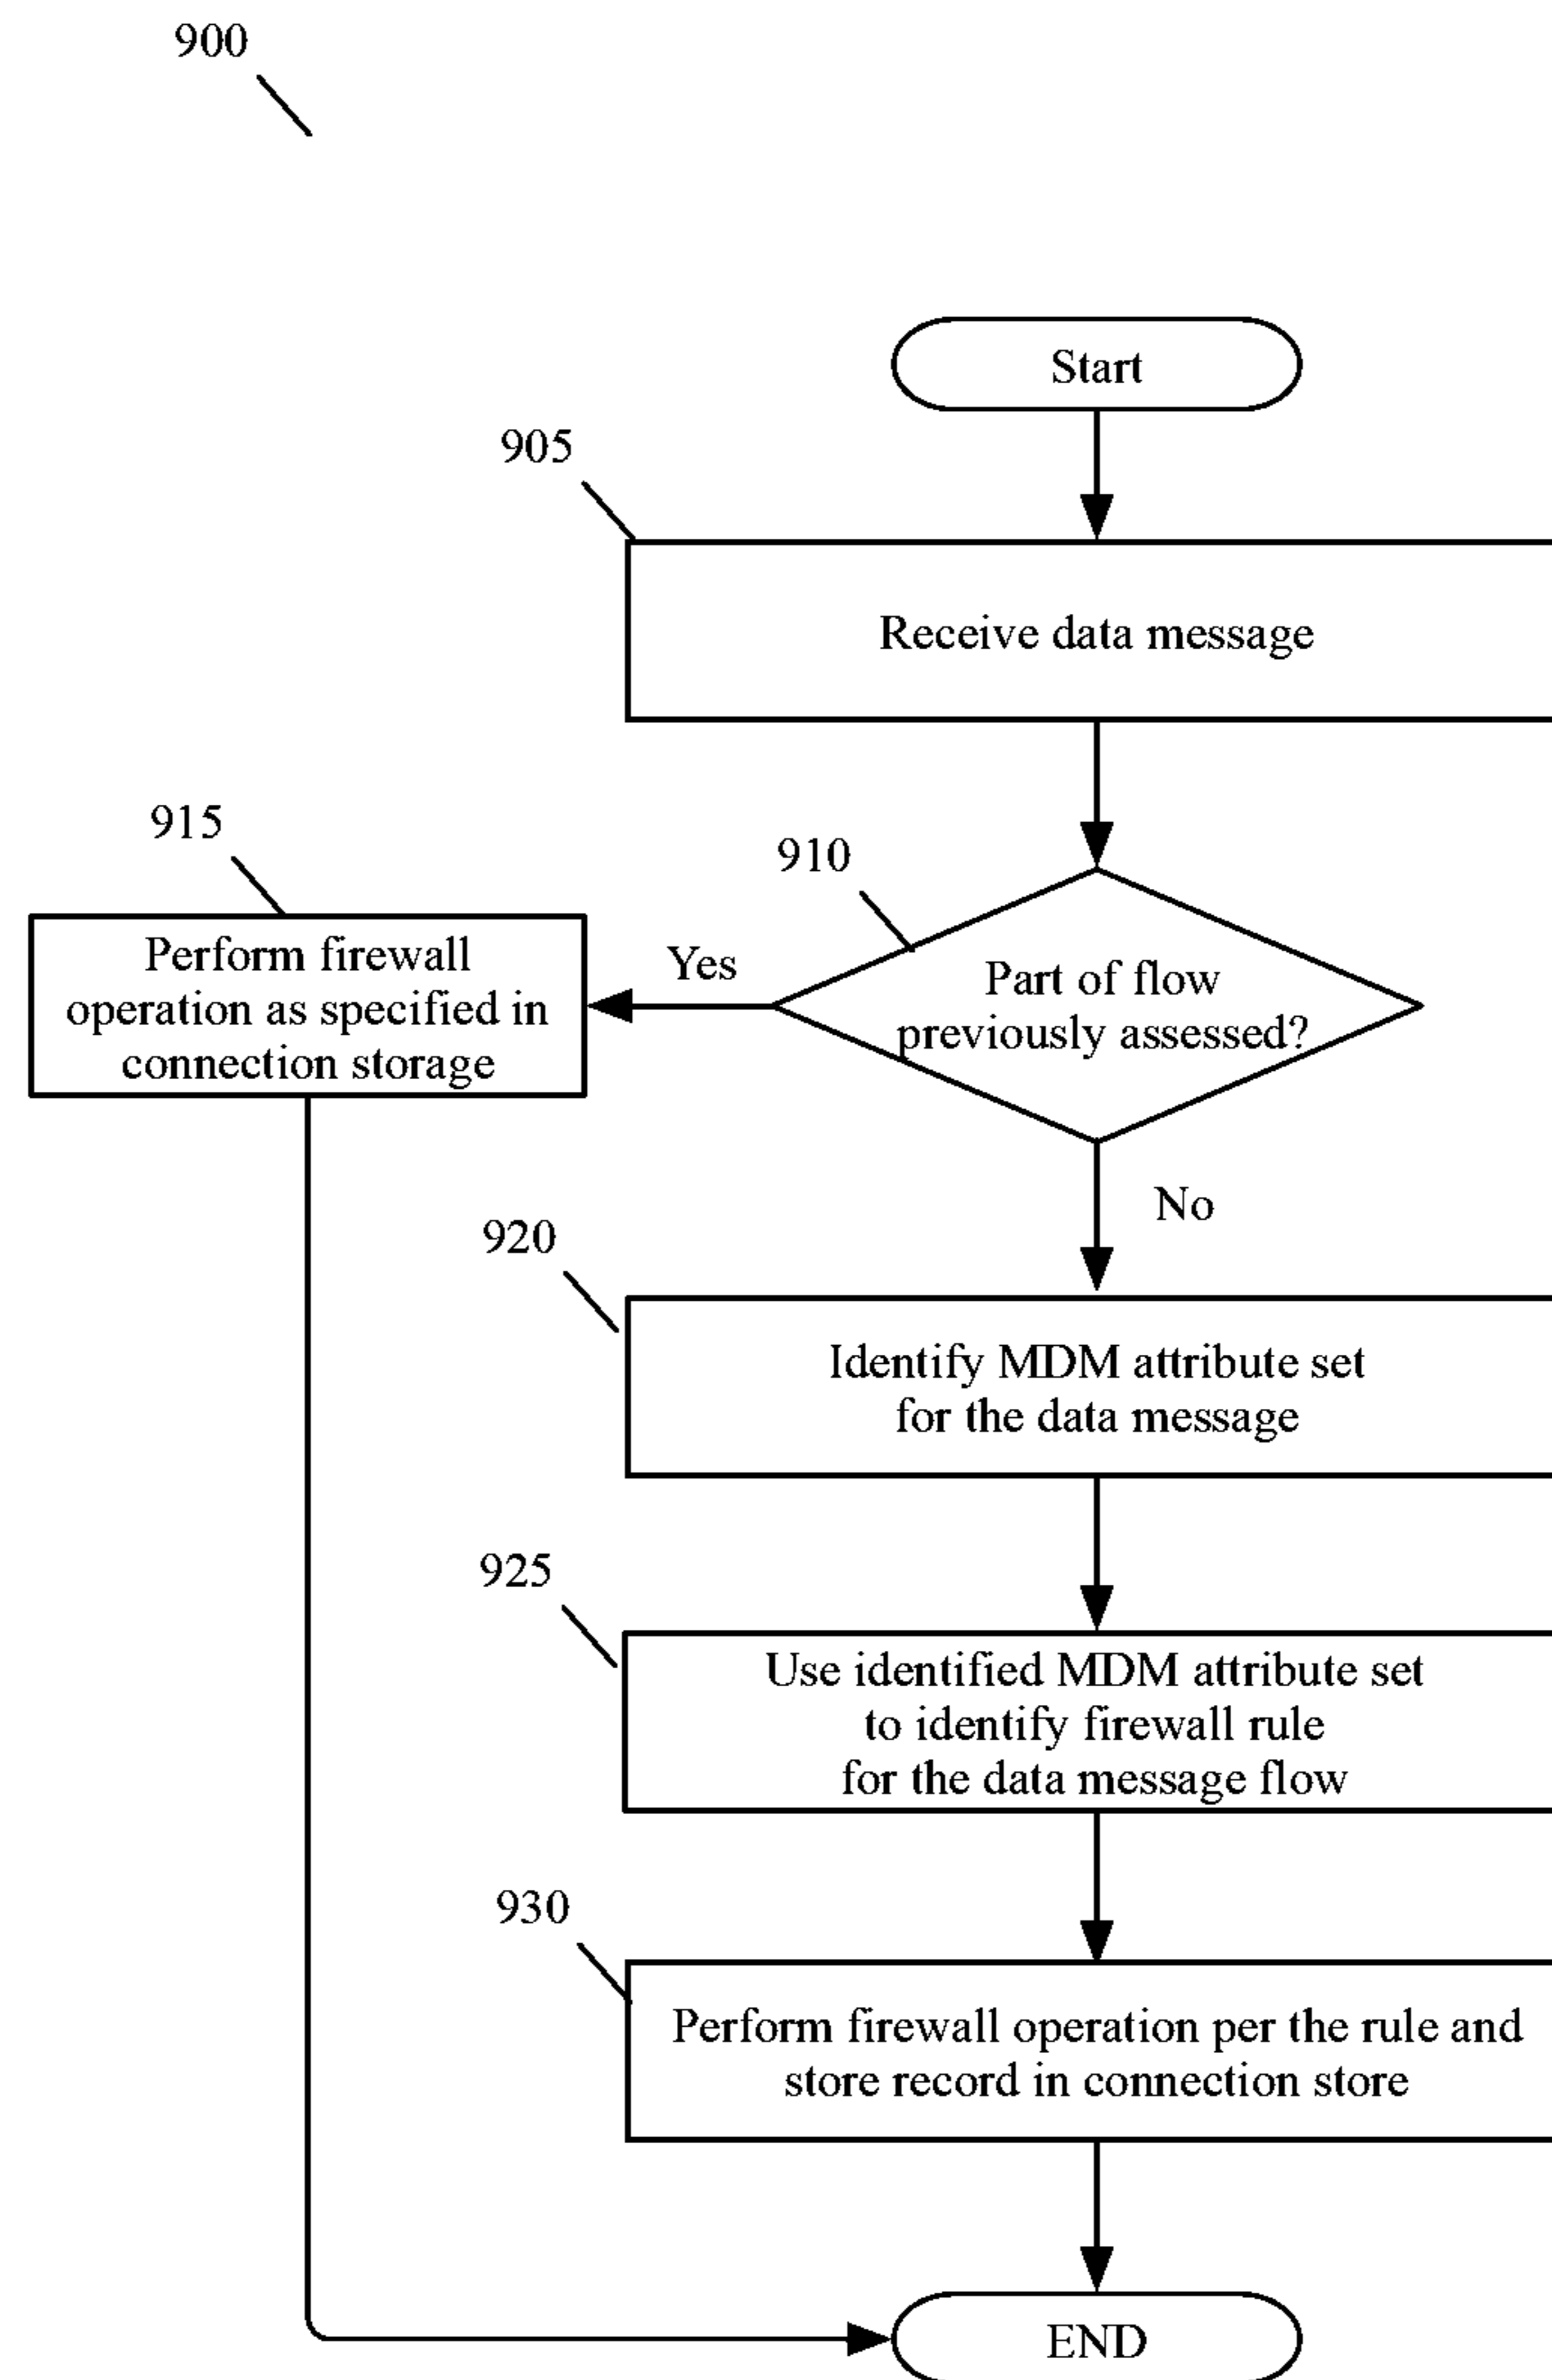 900
Start
905
Receive data message
915
910
Perform firewall
operation as specified in
connection storage
Yes
Part of flow
previously assessed?
No
920
Identify MDM attribute set
for the data message
925
Use identified MDM attribute set
to identify firewall rule
for the data message flow
930
Perform firewall operation per the rule and
store record in connection store
END